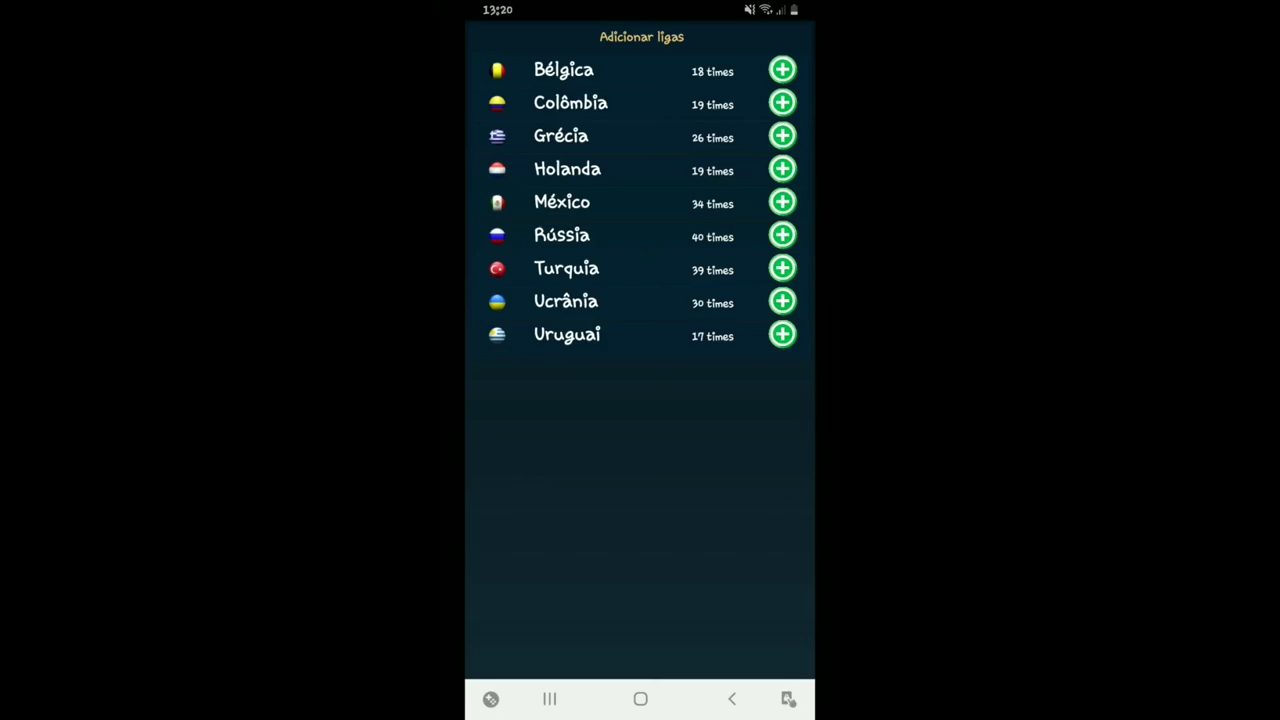 13:20
Adicionar ligas
Bélgica 18 times
Colômbia 19 times
Grécia 26 times
Holanda 19 times
México 34 times
Rússia 40 times
Turquia 39 times
Ucrânia 30 times
Uruguai 17 times